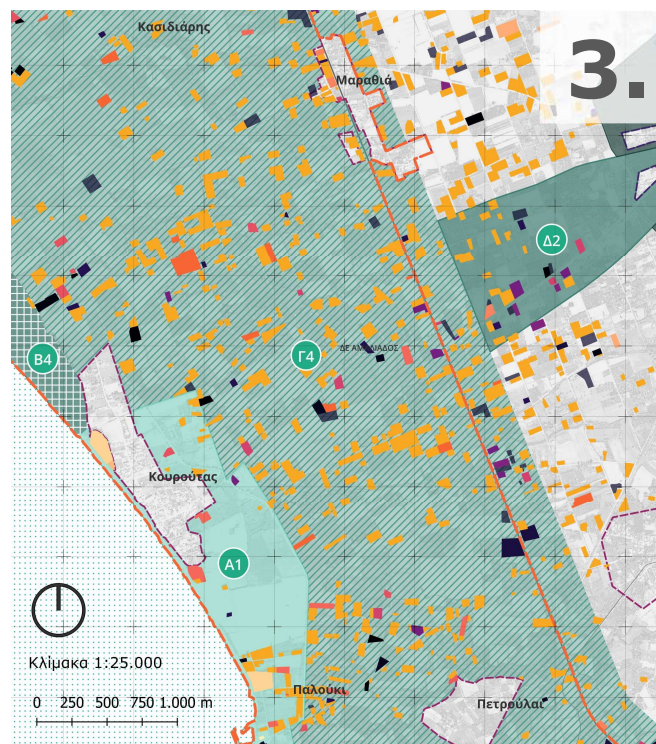 Κασιδιάρης
3.
Μαραθιά
Δ2
Β4
Γ4
ΔΕ ΑΜΑΛΙΑΔΟΣ
Κουρούτας
Α1
Κλίμακα 1:25.000
0 250 500 750 1.000 m
Παλούκι
Πετρούλαι